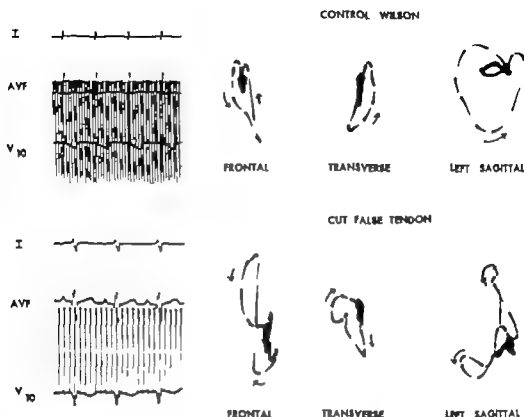 CONTROL WILSON
I
AVF
V10
FRONTAL TRANSVERSE LEFT SAGITTAL
CUT FALSE TENDON
I
AVF
V10
FRONTAL TRANSVERSE LEFT SAGITTAL